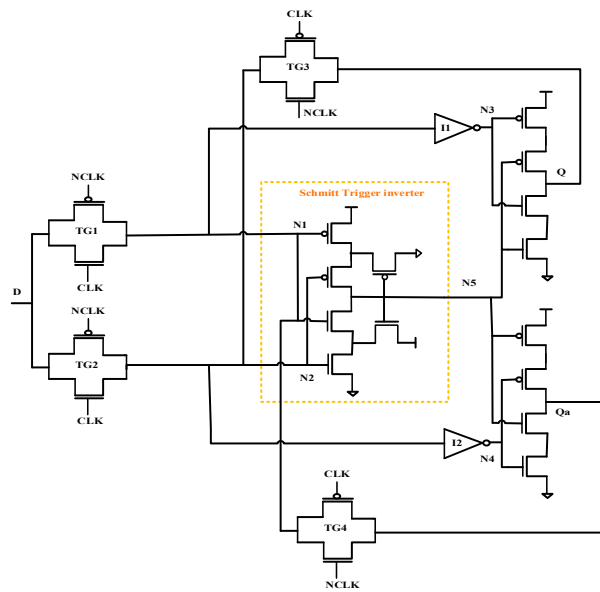 CLK
TG3
NCLK
N3
I1
Q
NCLK
Schmitt Trigger inverter
TG1
N1
CLK
D
N5
NCLK
TG2
N2
CLK
Qa
I2
N4
CLK
TG4
NCLK